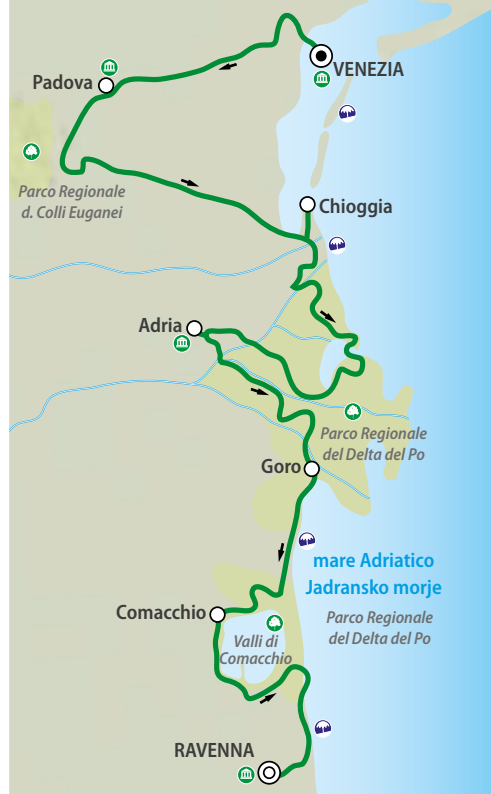 VENEZIA
Padova
Parco Regionale
d. Colli Euganei
Chioggia
Adria
Parco Regionale
del Delta del Po
Goro
mare Adriatico
Jadransko morje
Parco Regionale
del Delta del Po
Comacchio
Valli di
Comacchio
RAVENNA